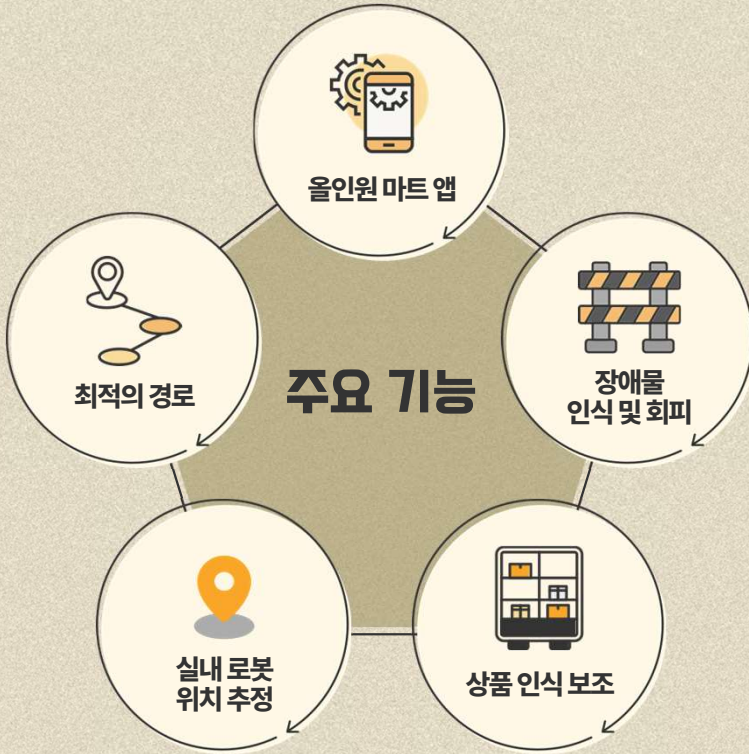 올인원 마트 앱
최적의 경로
주요 기능
장애물
인식 및 회피
실내 로봇
위치 추정
상품 인식 보조